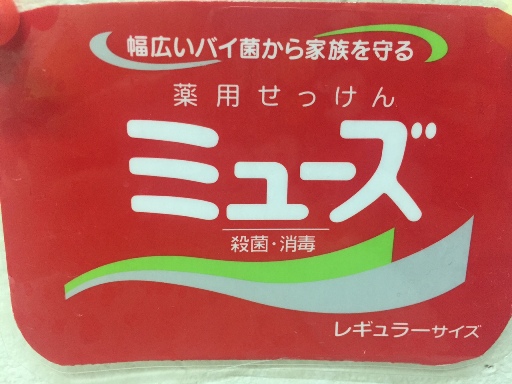 幅広いバイ菌から家族を守る
薬用せっけん
ミューズ
殺菌・消毒
レギュラーサイズ